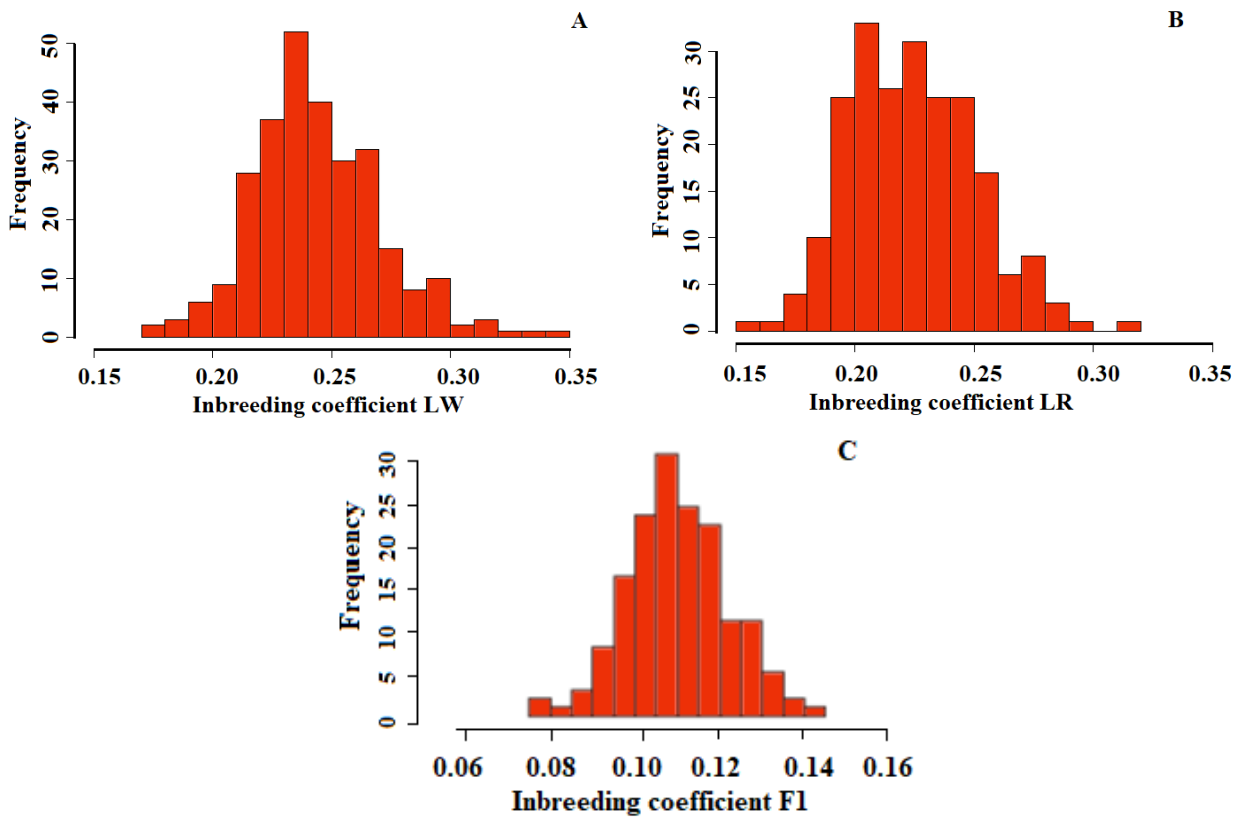 A
Frequency
50
40
30
20
10
0
0.15 0.20 0.25 0.30 0.35
Inbreeding coefficient LW
B
Frequency
30
25
20
15
10
5
0
0.15 0.20 0.25 0.30 0.35
Inbreeding coefficient LR
C
Frequency
30
25
20
15
10
5
0
0.06 0.08 0.10 0.12 0.14 0.16
Inbreeding coefficient F1